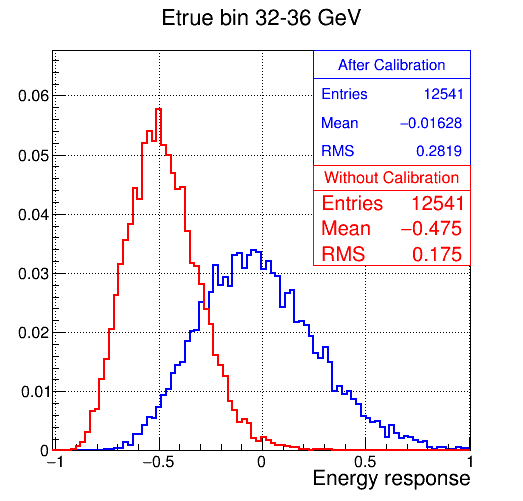 Etrue bin 32-36 GeV
After Calibration
Entries 12541
Mean −0.01628
RMS 0.2819
Without Calibration
Entries 12541
Mean −0.475
RMS 0.175
0.06
0.05
0.04
0.03
0.02
0.01
0
−1 −0.5 0 0.5 1
Energy response